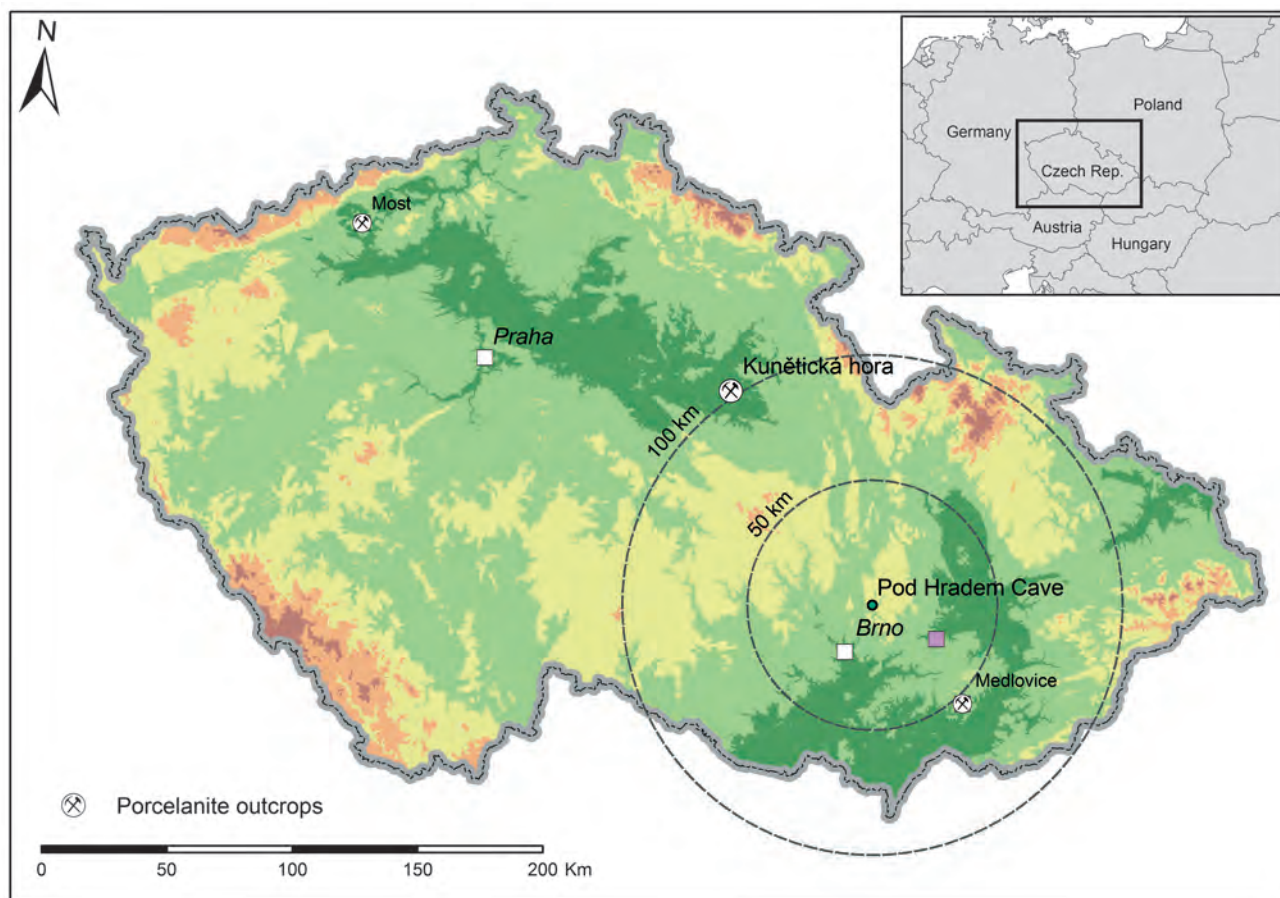 N
Germany
Poland
Czech Rep.
Austria
Hungary
Most
Praha
Kunětická hora
100 km
50 km
Pod Hradem Cave
Brno
Medlovice
Porcelanite outcrops
0 50 100 150 200 Km